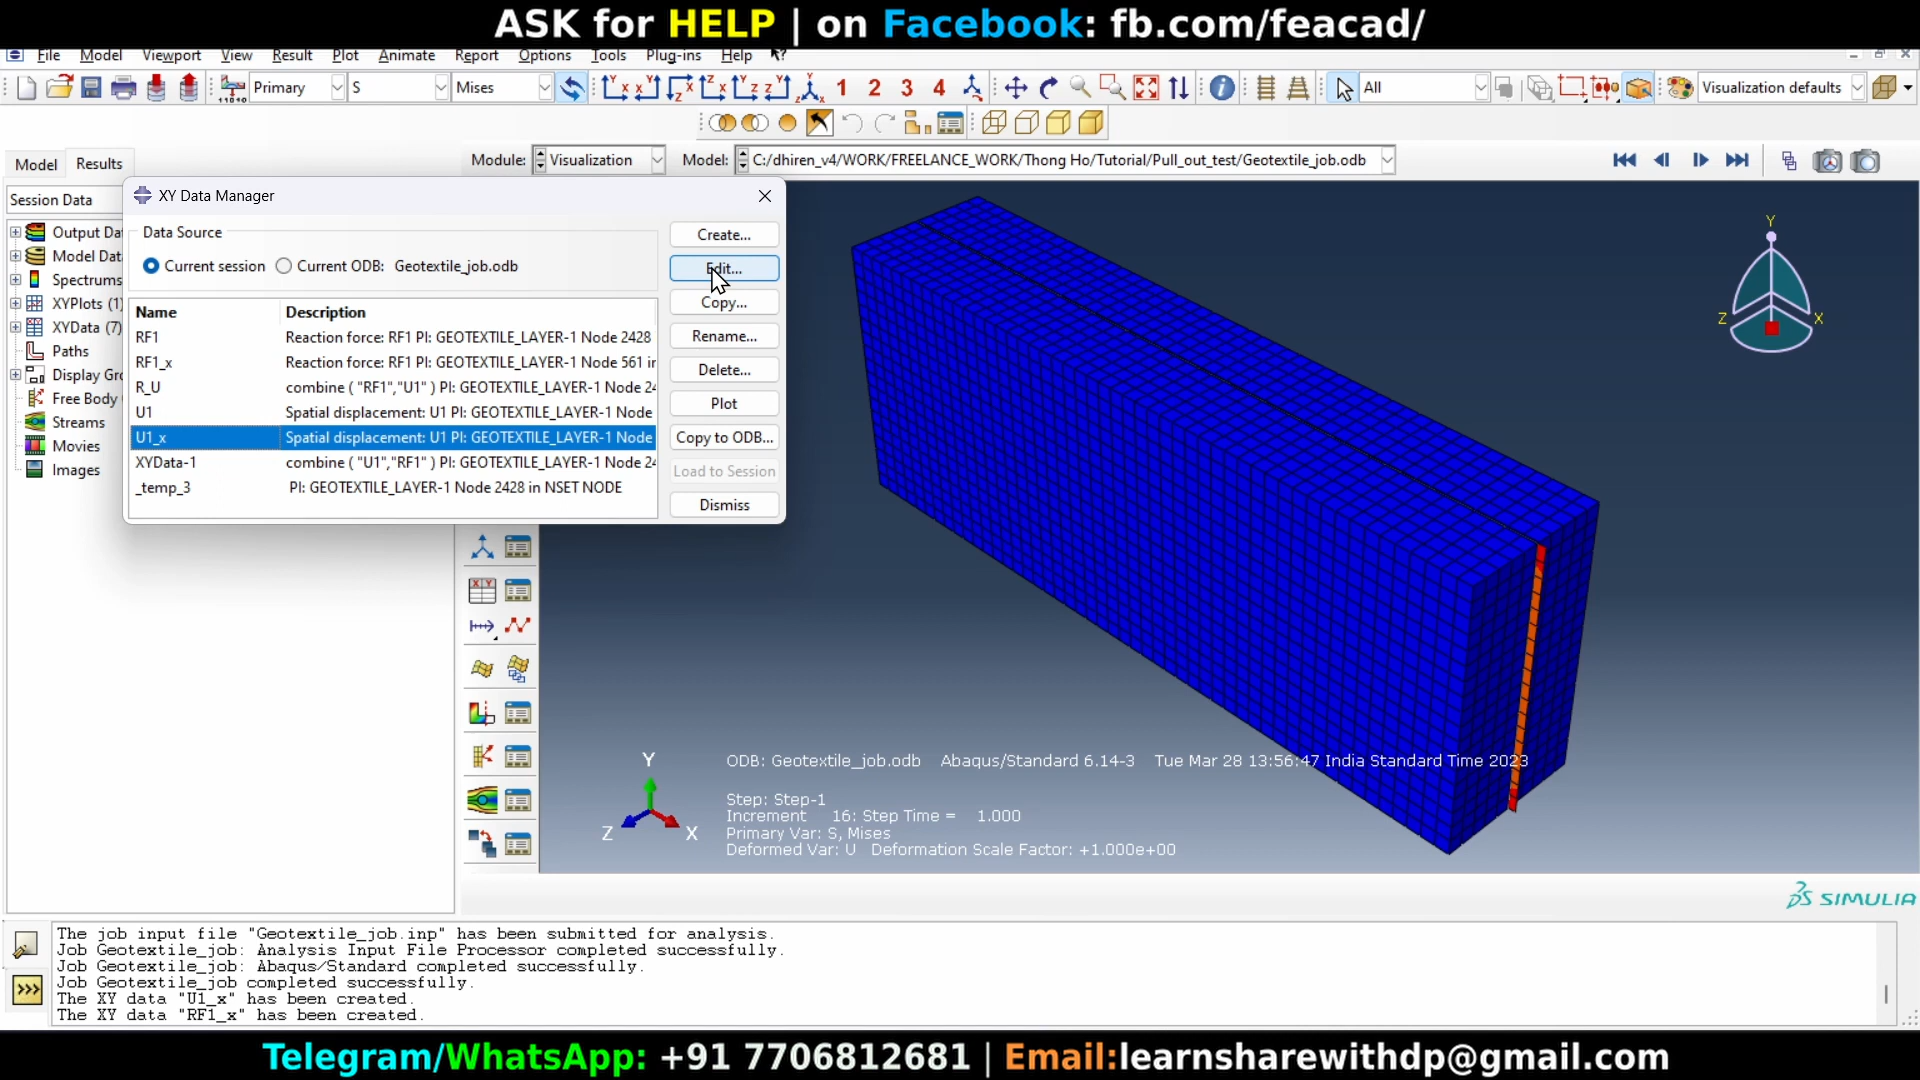 ASK for HELP | on Facebook: fb.com/feacad/
File Model Viewport View Result Plot Animate Report Options Tools Plug-ins Help
Primary S Mises 1 2 3 4 All Visualization defaults
Model Results Module: Visualization Model: C:/dhiren_v4/WORK/FREELANCE_WORK/Thong Ho/Tutorial/Pull_out_test/Geotextile_job.odb
Session Data
Output Da
Model Dat
Spectrums
XYPlots (1)
XYData (7)
Paths
Display Gr
Free Body
Streams
Movies
Images
XY Data Manager
Data Source
Current session Current ODB: Geotextile_job.odb
Name Description
RF1 Reaction force: RF1 PI: GEOTEXTILE_LAYER-1 Node 2428
RF1_x Reaction force: RF1 PI: GEOTEXTILE_LAYER-1 Node 561 in
R_U combine ( "RF1","U1" ) PI: GEOTEXTILE_LAYER-1 Node 24
U1 Spatial displacement: U1 PI: GEOTEXTILE_LAYER-1 Node
U1_x Spatial displacement: U1 PI: GEOTEXTILE_LAYER-1 Node
XYData-1 combine ( "U1","RF1" ) PI: GEOTEXTILE_LAYER-1 Node 24
_temp_3 PI: GEOTEXTILE_LAYER-1 Node 2428 in NSET NODE
Create...
Edit...
Copy...
Rename...
Delete...
Plot
Copy to ODB...
Load to Session
Dismiss
Y
Z X
Y
Z X
ODB: Geotextile_job.odb Abaqus/Standard 6.14-3 Tue Mar 28 13:56:47 India Standard Time 2023
Step: Step-1
Increment 16: Step Time = 1.000
Primary Var: S, Mises
Deformed Var: U Deformation Scale Factor: +1.000e+00
SIMULIA
The job input file "Geotextile_job.inp" has been submitted for analysis.
Job Geotextile_job: Analysis Input File Processor completed successfully.
Job Geotextile_job: Abaqus/Standard completed successfully.
Job Geotextile_job completed successfully.
The XY data "U1_x" has been created.
The XY data "RF1_x" has been created.
Telegram/WhatsApp: +91 7706812681 | Email:learnsharewithdp@gmail.com